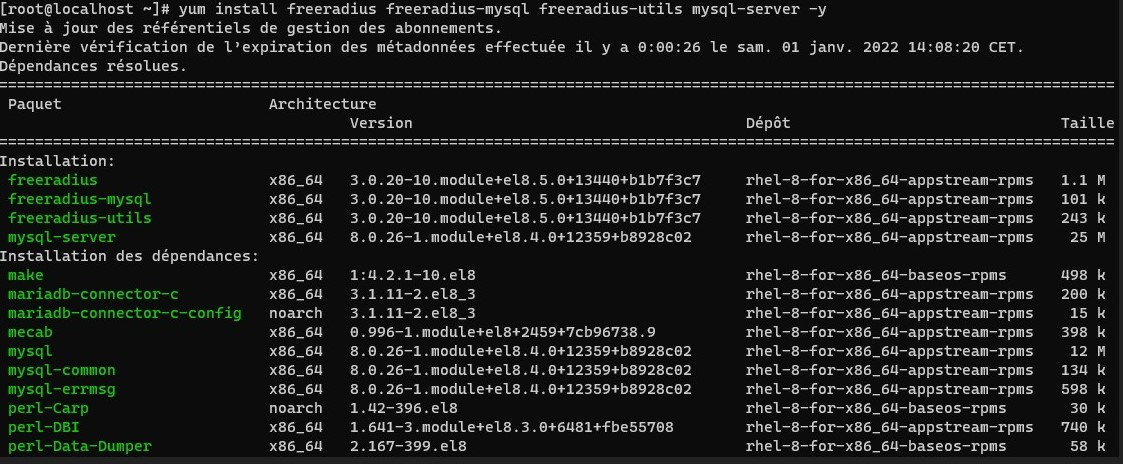 [root@localhost ~]# yum install freeradius freeradius-mysql freeradius-utils mysql-server -y
Mise à jour des référentiels de gestion des abonnements.
Dernière vérification de l'expiration des métadonnées effectuée il y a 0:00:26 le sam. 01 janv. 2022 14:08:20 CET.
Dépendances résolues.
================================================================================
Paquet Architecture
Version Dépôt Taille
================================================================================
Installation:
freeradius x86_64 3.0.20-10.module+el8.5.0+13440+b1b7f3c7 rhel-8-for-x86_64-appstream-rpms 1.1 M
freeradius-mysql x86_64 3.0.20-10.module+el8.5.0+13440+b1b7f3c7 rhel-8-for-x86_64-appstream-rpms 101 k
freeradius-utils x86_64 3.0.20-10.module+el8.5.0+13440+b1b7f3c7 rhel-8-for-x86_64-appstream-rpms 243 k
mysql-server x86_64 8.0.26-1.module+el8.4.0+12359+b8928c02 rhel-8-for-x86_64-appstream-rpms 25 M
Installation des dépendances:
make x86_64 1:4.2.1-10.el8 rhel-8-for-x86_64-baseos-rpms 498 k
mariadb-connector-c x86_64 3.1.11-2.el8_3 rhel-8-for-x86_64-appstream-rpms 200 k
mariadb-connector-c-config noarch 3.1.11-2.el8_3 rhel-8-for-x86_64-appstream-rpms 15 k
mecab x86_64 0.996-1.module+el8+2459+7cb96738.9 rhel-8-for-x86_64-appstream-rpms 398 k
mysql x86_64 8.0.26-1.module+el8.4.0+12359+b8928c02 rhel-8-for-x86_64-appstream-rpms 12 M
mysql-common x86_64 8.0.26-1.module+el8.4.0+12359+b8928c02 rhel-8-for-x86_64-appstream-rpms 134 k
mysql-errmsg x86_64 8.0.26-1.module+el8.4.0+12359+b8928c02 rhel-8-for-x86_64-appstream-rpms 598 k
perl-Carp noarch 1.42-396.el8 rhel-8-for-x86_64-baseos-rpms 30 k
perl-DBI x86_64 1.641-3.module+el8.3.0+6481+fbe55708 rhel-8-for-x86_64-appstream-rpms 740 k
perl-Data-Dumper x86_64 2.167-399.el8 rhel-8-for-x86_64-baseos-rpms 58 k